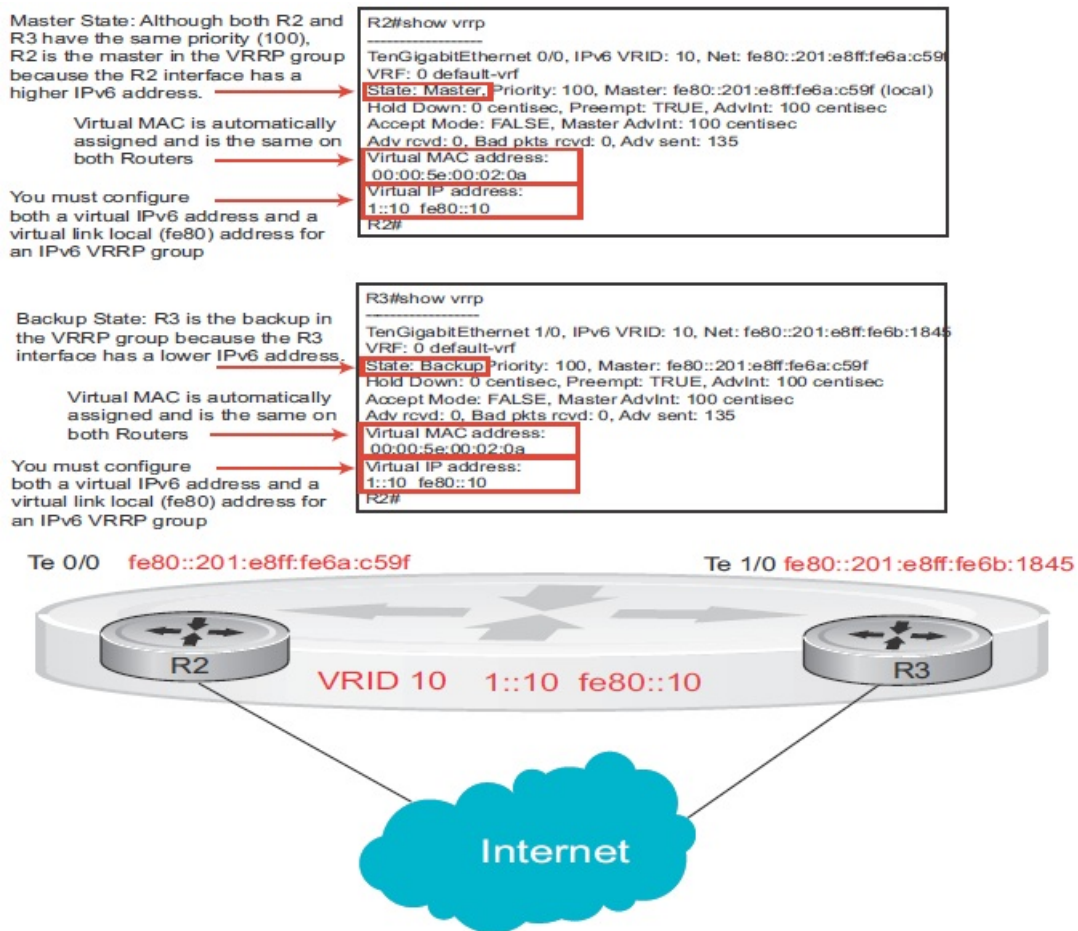 Master State: Although both R2 and
R3 have the same priority (100),
R2 is the master in the VRRP group
because the R2 interface has a
higher IPv6 address.
Virtual MAC is automatically
assigned and is the same on
both Routers
You must configure
both a virtual IPv6 address and a
virtual link local (fe80) address for
an IPv6 VRRP group
R2#show vrrp
------------------
TenGigabitEthernet 0/0, IPv6 VRID: 10, Net: fe80::201:e8ff:fe6a:c59f
VRF: 0 default-vrf
State: Master, Priority: 100, Master: fe80::201:e8ff:fe6a:c59f (local)
Hold Down: 0 centisec, Preempt: TRUE, AdvInt: 100 centisec
Accept Mode: FALSE, Master AdvInt: 100 centisec
Adv rcvd: 0, Bad pkts rcvd: 0, Adv sent: 135
Virtual MAC address:
00:00:5e:00:02:0a
Virtual IP address:
1::10 fe80::10
R2#
Backup State: R3 is the backup in
the VRRP group because the R3
interface has a lower IPv6 address.
Virtual MAC is automatically
assigned and is the same on
both Routers
You must configure
both a virtual IPv6 address and a
virtual link local (fe80) address for
an IPv6 VRRP group
R3#show vrrp
------------------
TenGigabitEthernet 1/0, IPv6 VRID: 10, Net: fe80::201:e8ff:fe6b:1845
VRF: 0 default-vrf
State: Backup Priority: 100, Master: fe80::201:e8ff:fe6a:c59f
Hold Down: 0 centisec, Preempt: TRUE, AdvInt: 100 centisec
Accept Mode: FALSE, Master AdvInt: 100 centisec
Adv rcvd: 0, Bad pkts rcvd: 0, Adv sent: 135
Virtual MAC address:
00:00:5e:00:02:0a
Virtual IP address:
1::10 fe80::10
R2#
Te 0/0 fe80::201:e8ff:fe6a:c59f
Te 1/0 fe80::201:e8ff:fe6b:1845
R2
R3
VRID 10 1::10 fe80::10
Internet